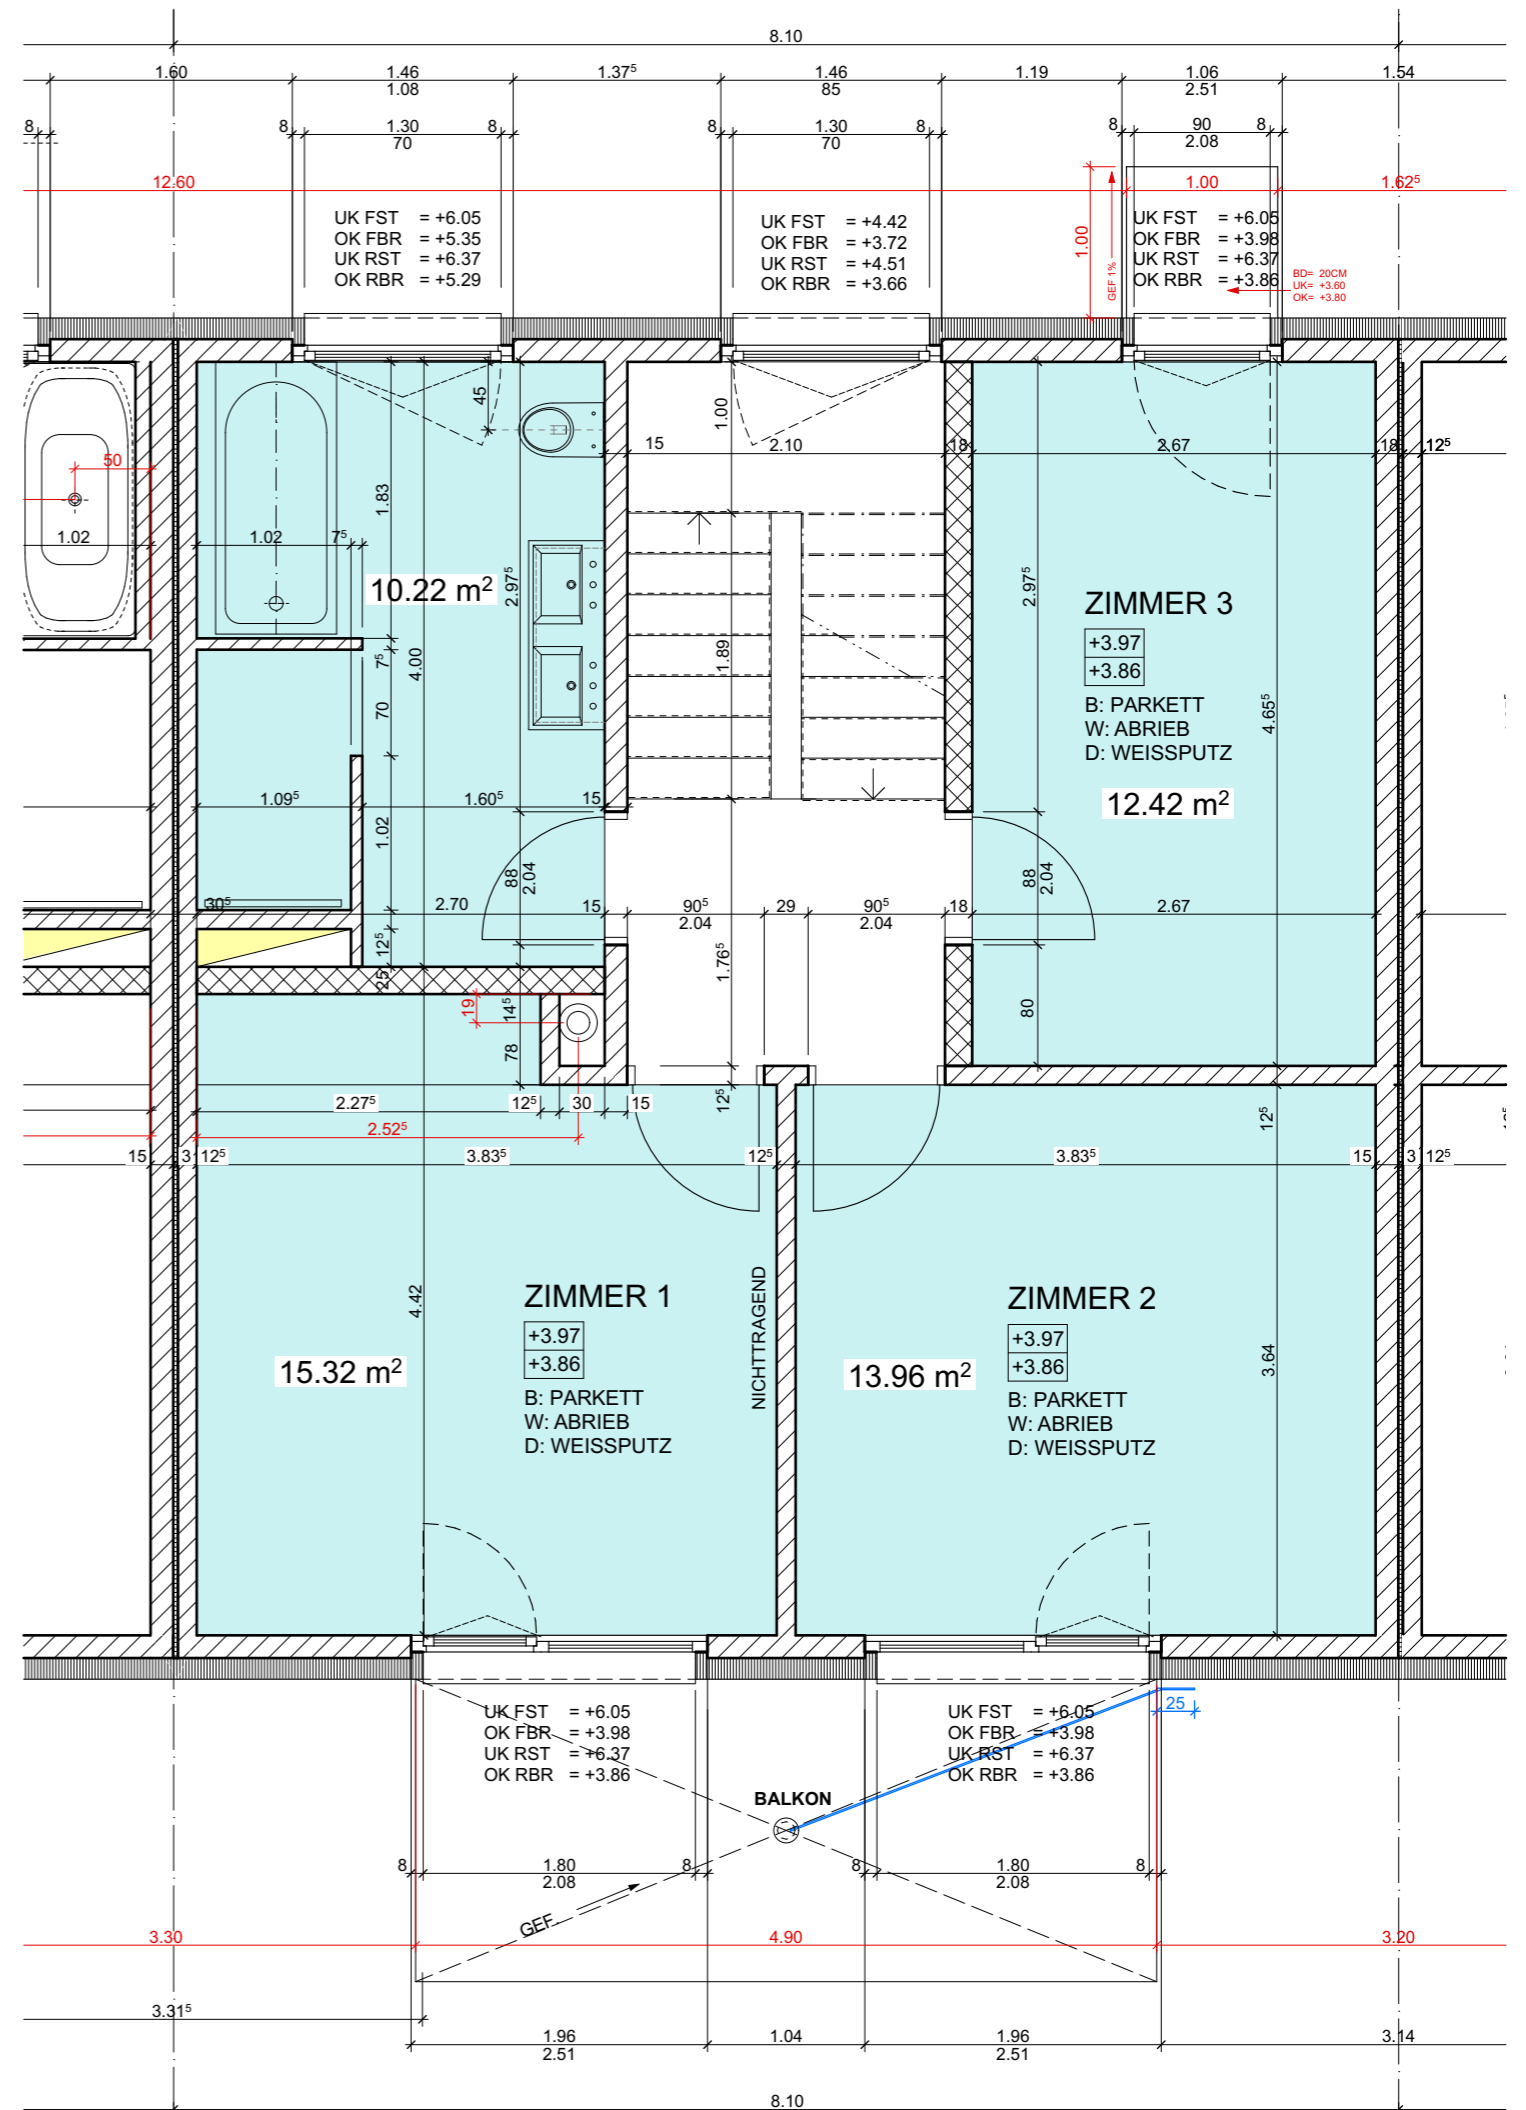 8.10
1.60 1.46 1.37⁵ 1.46 1.19 1.06 1.54
1.08 85 2.51
8 8 1.30 8 8 1.30 8 8 90 8
70 70 2.08
12.60 1.00 1.62⁵
1.00
GEF 1%
UK FST = +6.05
OK FBR = +5.35
UK RST = +6.37
OK RBR = +5.29
UK FST = +4.42
OK FBR = +3.72
UK RST = +4.51
OK RBR = +3.66
UK FST = +6.05
OK FBR = +3.98
UK RST = +6.37
OK RBR = +3.86
BD= 20CM
UK= +3.60
OK= +3.80
45
1.00
15 2.10 18 2.67 18 12⁵
50
1.83
1.02 1.02 7⁵
10.22 m²
2.97⁵
2.97⁵
ZIMMER 3
+3.97
+3.86
B: PARKETT
W: ABRIEB
D: WEISSPUTZ
12.42 m²
7⁵
4.00
1.89
70
4.65⁵
1.09⁵ 1.60⁵ 15
1.02
88
2.04
88
2.04
30⁵ 2.70 15 90⁵ 29 90⁵ 18 2.67
2.04 2.04
12⁵
25
1.76⁵
19
14⁵
78
80
2.27⁵ 12⁵ 30 15
12⁵
12⁵
2.52⁵
15 3 12⁵ 3.83⁵ 12⁵ 3.83⁵ 15 3 12⁵
4.42
NICHTTRAGEND
3.64
ZIMMER 1
+3.97
+3.86
15.32 m²
B: PARKETT
W: ABRIEB
D: WEISSPUTZ
ZIMMER 2
+3.97
+3.86
13.96 m²
B: PARKETT
W: ABRIEB
D: WEISSPUTZ
25
UK FST = +6.05
OK FBR = +3.98
UK RST = +6.37
OK RBR = +3.86
UK FST = +6.05
OK FBR = +3.98
UK RST = +6.37
OK RBR = +3.86
BALKON
8 1.80 8 8 1.80 8
2.08 2.08
GEF.
3.30 4.90 3.20
3.31⁵
1.96 1.04 1.96 3.14
2.51 2.51
8.10